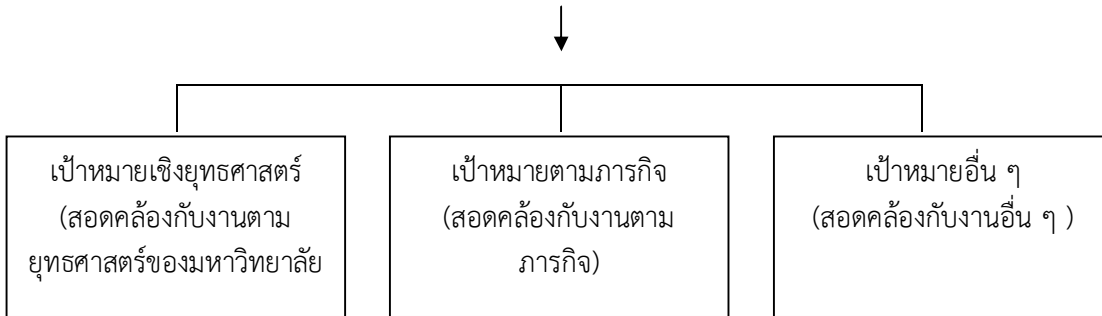 เป้าหมายเชิงยุทธศาสตร์
(สอดคล้องกับงานตาม
ยุทธศาสตร์ของมหาวิทยาลัย
เป้าหมายตามภารกิจ
(สอดคล้องกับงานตาม
ภารกิจ)
เป้าหมายอื่น ๆ
(สอดคล้องกับงานอื่น ๆ )